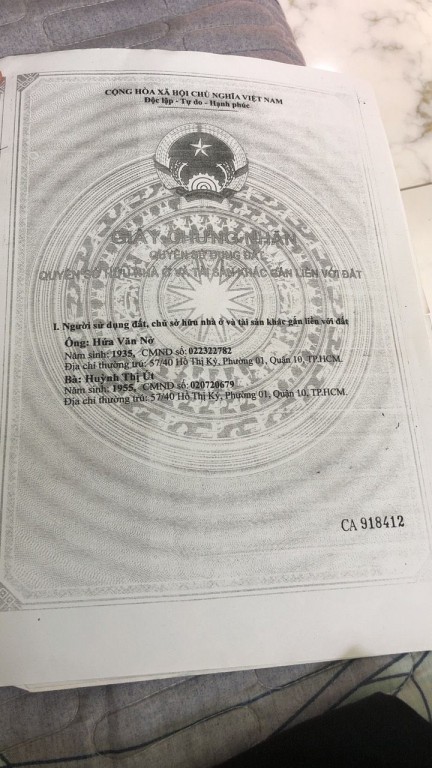 CỘNG HÒA XÃ HỘI CHỦ NGHĨA VIỆT NAM
Độc lập - Tự do - Hạnh phúc
GIẤY CHỨNG NHẬN
QUYỀN SỬ DỤNG ĐẤT
QUYỀN SỞ HỮU NHÀ Ở VÀ TÀI SẢN KHÁC GẮN LIỀN VỚI ĐẤT
I. Người sử dụng đất, chủ sở hữu nhà ở và tài sản khác gắn liền với đất
Ông: Hứa Văn Nở
Năm sinh: 1935, CMND số: 022322782
Địa chỉ thường trú: 57/40 Hồ Thị Kỷ, Phường 01, Quận 10, TP.HCM.
Bà: Huỳnh Thị Út
Năm sinh: 1955, CMND số: 020720679
Địa chỉ thường trú: 57/40 Hồ Thị Kỷ, Phường 01, Quận 10, TP.HCM.
CA 918412